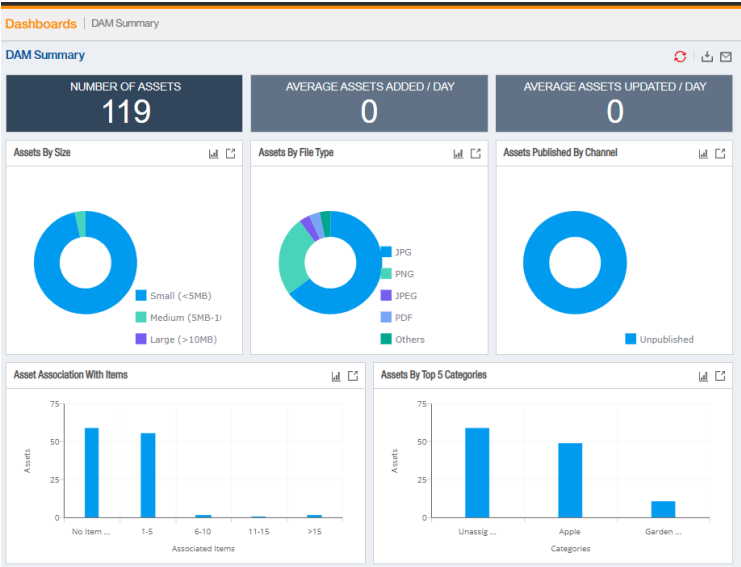 Dashboards | DAM Summary
DAM Summary
NUMBER OF ASSETS
119
AVERAGE ASSETS ADDED / DAY
0
AVERAGE ASSETS UPDATED / DAY
0
Assets By Size
Small (<5MB)
Medium (5MB-1
Large (>10MB)
Assets By File Type
JPG
PNG
JPEG
PDF
Others
Assets Published By Channel
Unpublished
Asset Association With Items
Assets
75
50
25
0
No Item ... 1-5 6-10 11-15 >15
Associated Items
Assets By Top 5 Categories
Assets
75
50
25
0
Unassig ... Apple Garden ...
Categories